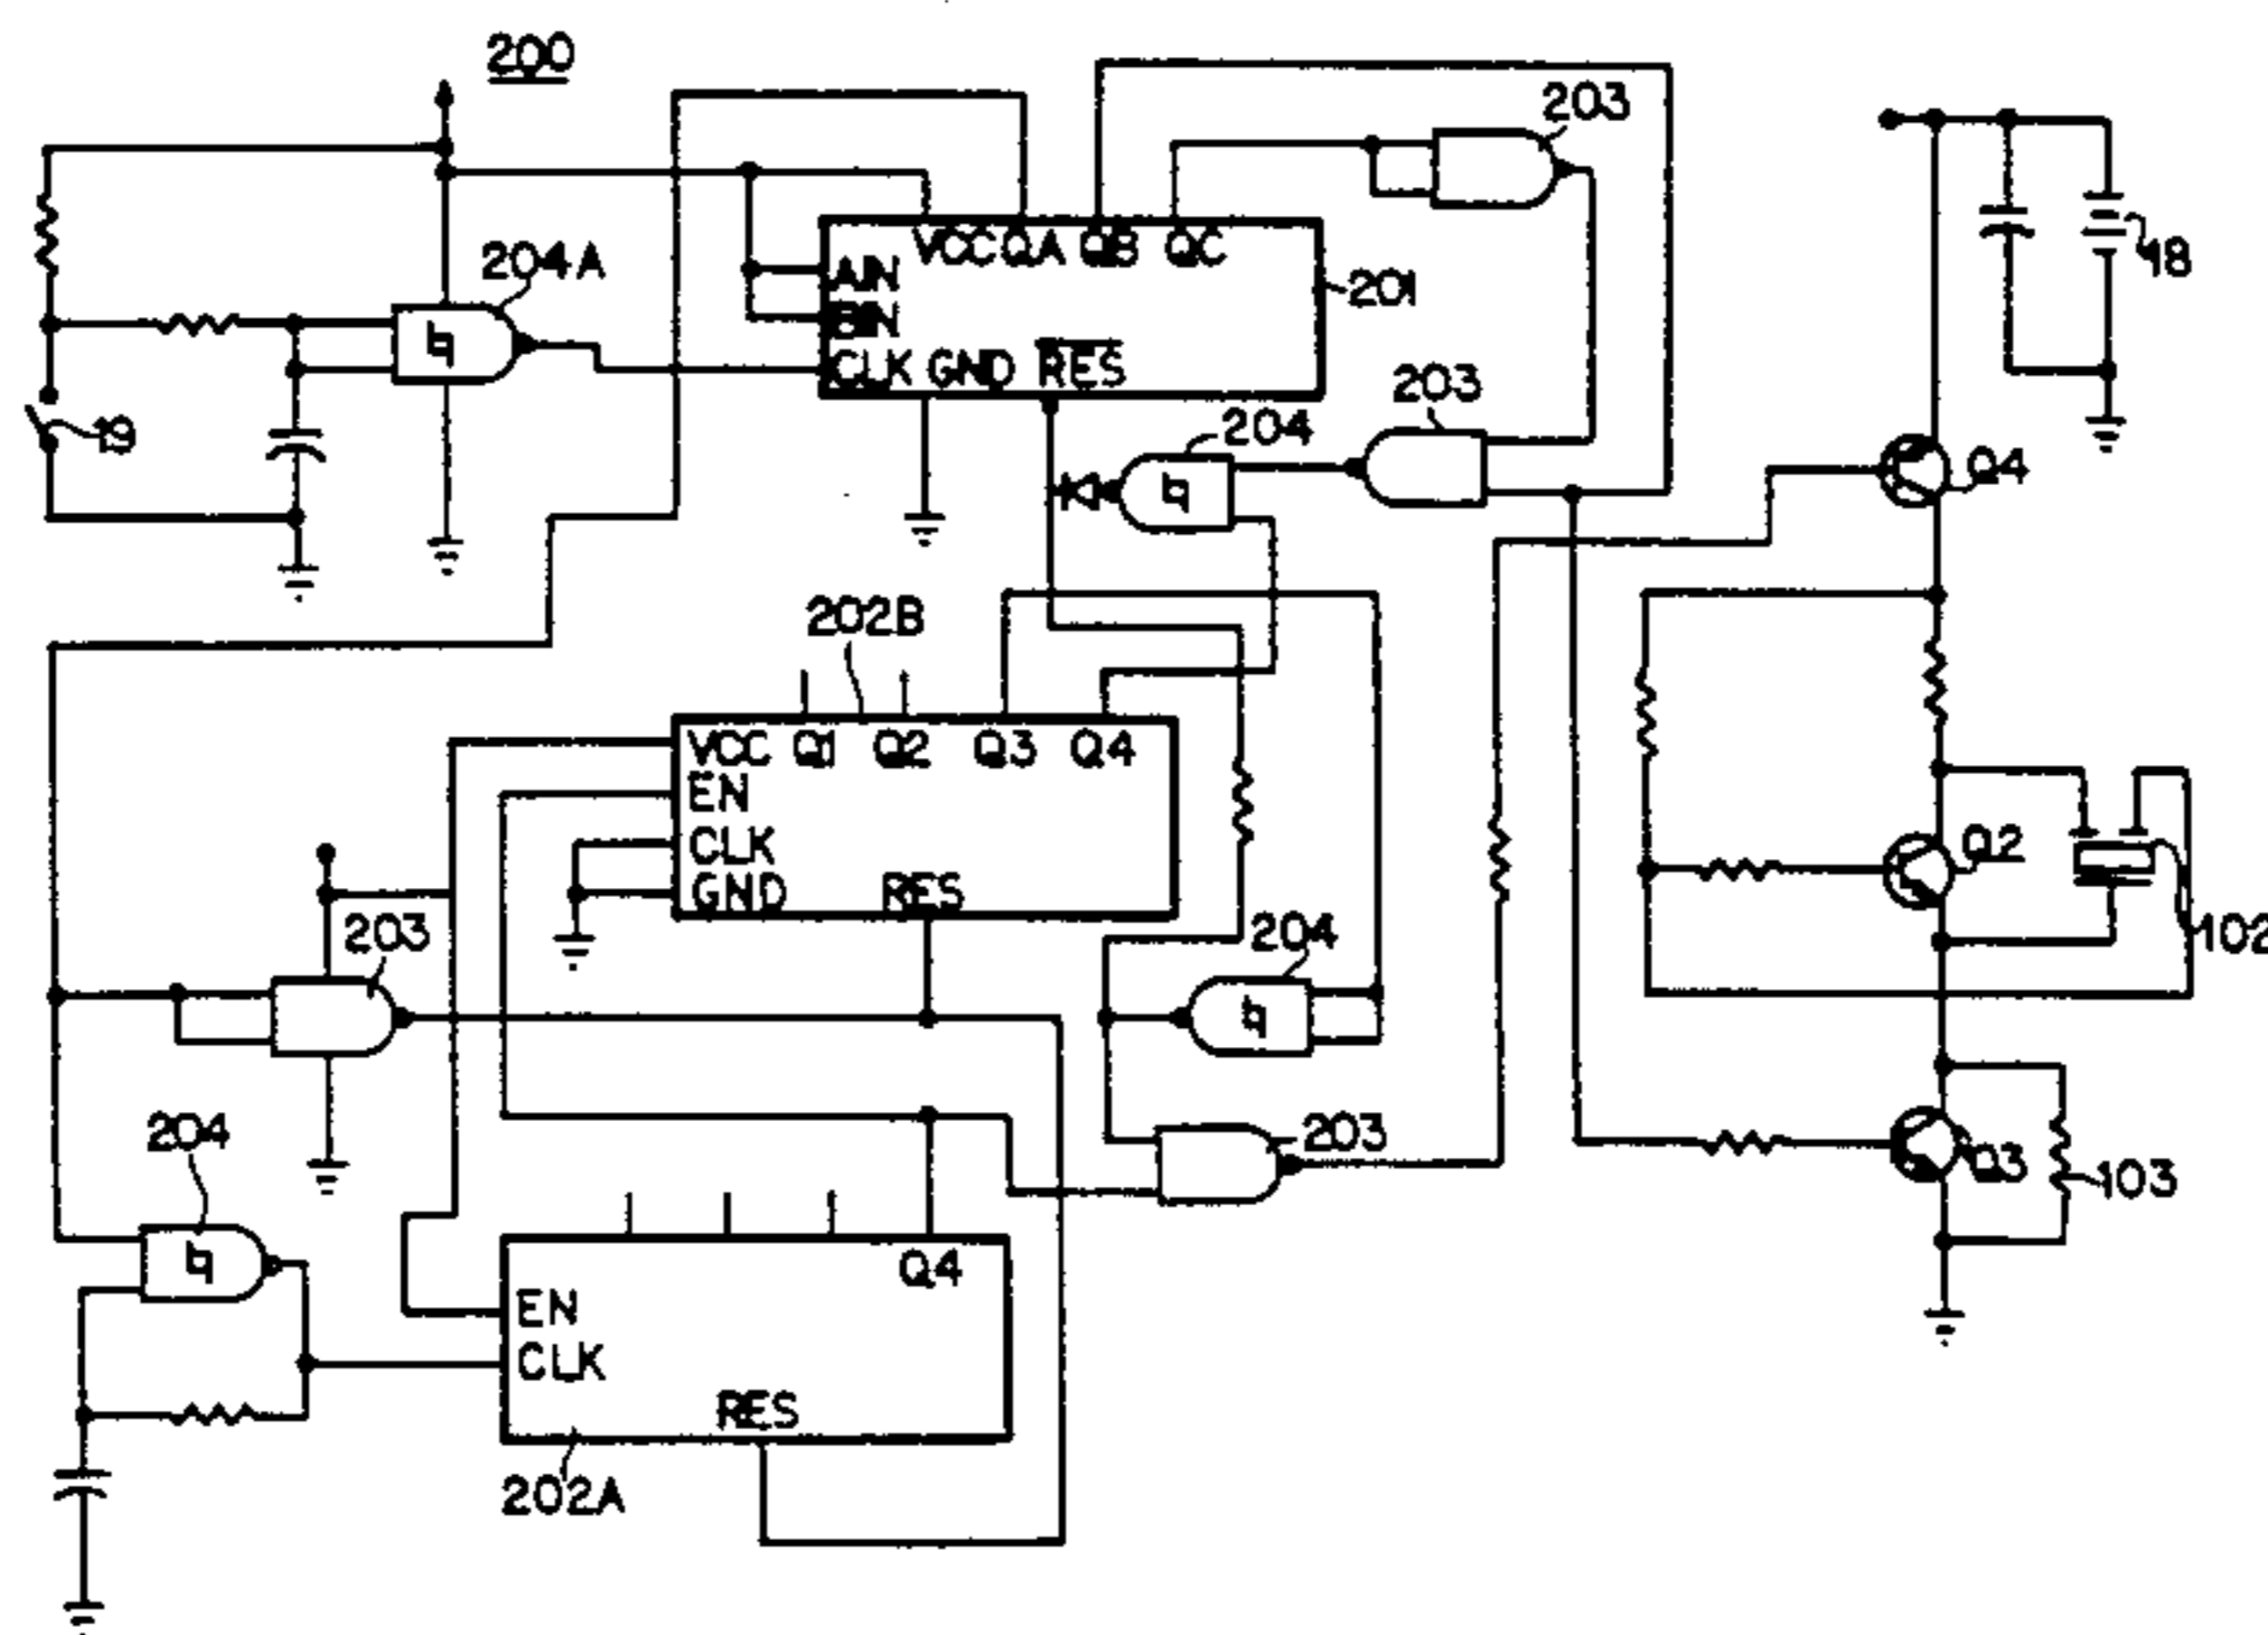 200
203
204A
18
VCC QA QB QC
AIN
BIN
CLK GND RES
201
19
203
204
Q4
202B
VCC Q1 Q2 Q3 Q4
EN
CLK
GND RES
Q2
203
204
102
204
203
Q3
103
Q4
EN
CLK
RES
202A